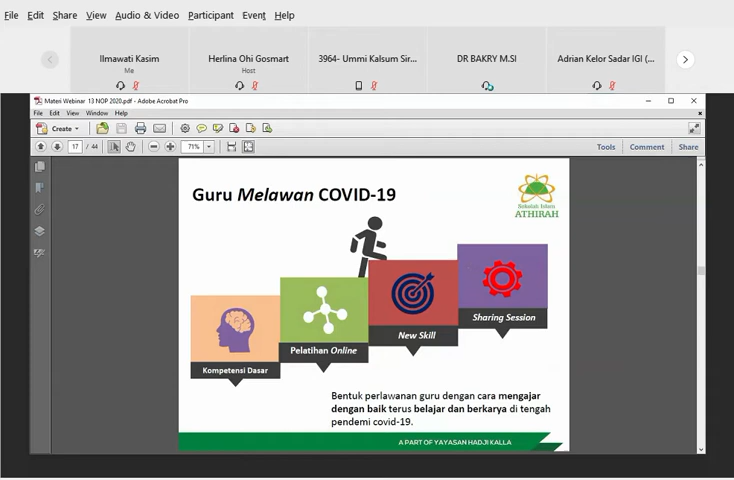 File Edit Share View Audio & Video Participant Event Help
Ilmawati Kasim
Me
Herlina Ohi Gosmart
Host
3964- Ummi Kalsum Sir...
DR BAKRY M.SI
Adrian Kelor Sadar IGI (...
Materi Webinar 13 NOP 2020.pdf - Adobe Acrobat Pro
File Edit View Window Help
Create
17 / 44 71% Tools Comment Share
Guru Melawan COVID-19
Sekolah Islam
ATHIRAH
Sharing Session
New Skill
Pelatihan Online
Kompetensi Dasar
Bentuk perlawanan guru dengan cara mengajar
dengan baik terus belajar dan berkarya di tengah
pendemi covid-19.
A PART OF YAYASAN HADJI KALLA